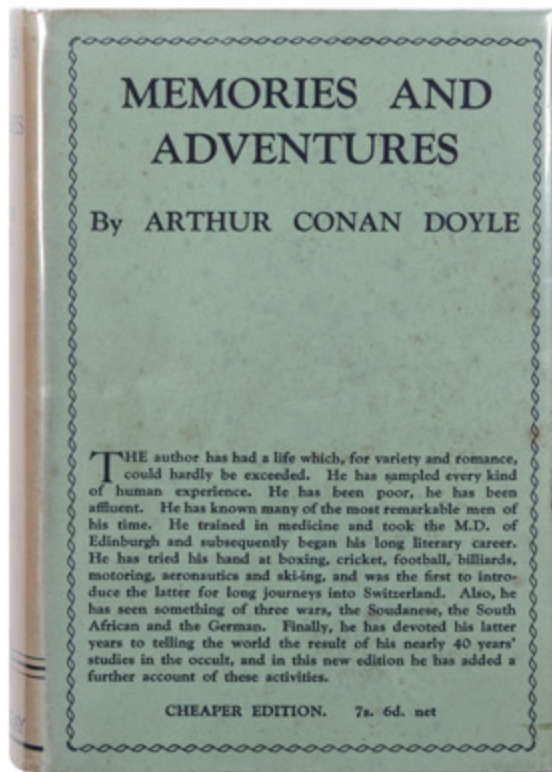 MEMORIES AND
ADVENTURES
By ARTHUR CONAN DOYLE
THE author has had a life which, for variety and romance,
could hardly be exceeded. He has sampled every kind
of human experience. He has been poor, he has been
affluent. He has known many of the most remarkable men of
his time. He trained in medicine and took the M.D. of
Edinburgh and subsequently began his long literary career.
He has tried his hand at boxing, cricket, football, billiards,
motoring, aeronautics and ski-ing, and was the first to intro-
duce the latter for long journeys into Switzerland. Also, he
has seen something of three wars, the Soudanese, the South
African and the German. Finally, he has devoted his latter
years to telling the world the result of his nearly 40 years'
studies in the occult, and in this new edition he has added a
further account of these activities.
CHEAPER EDITION. 7s. 6d. net